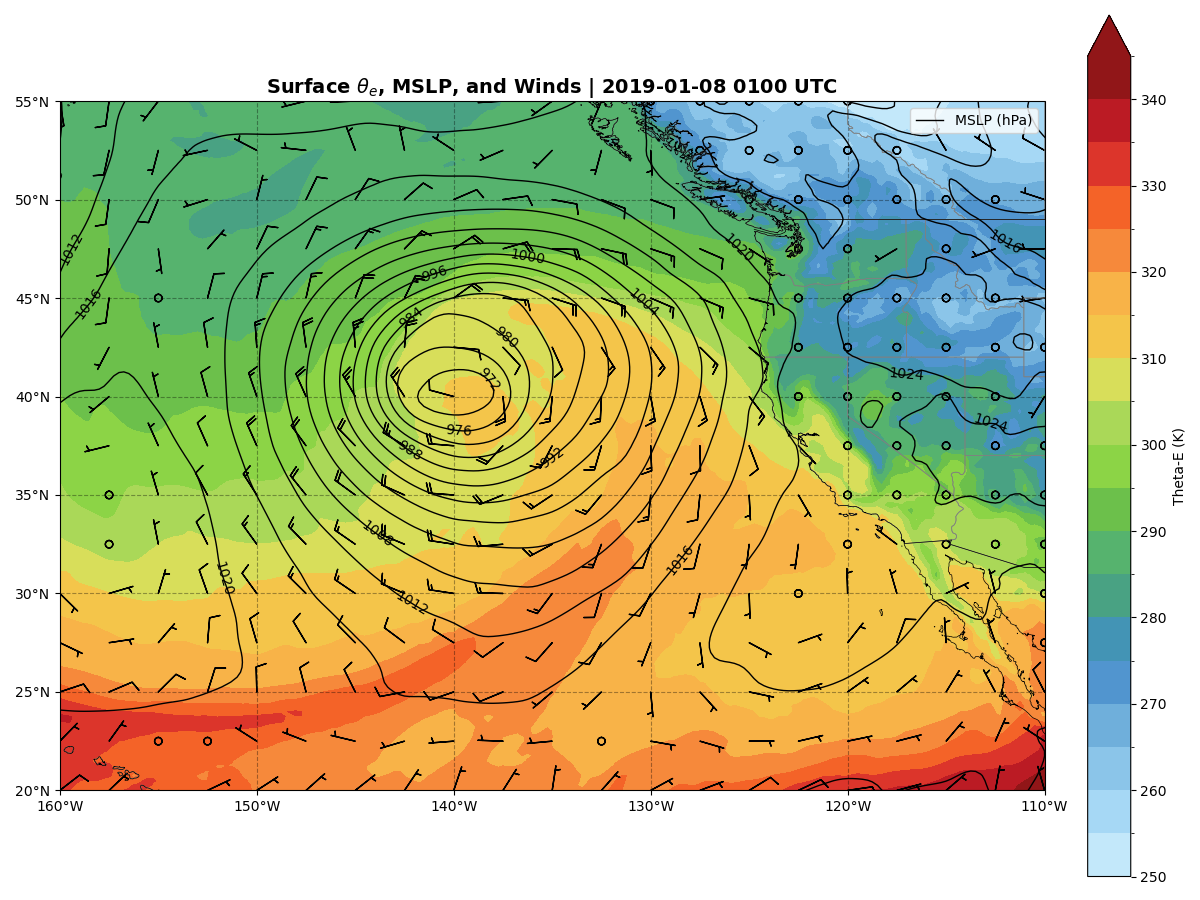 Surface θe, MSLP, and Winds | 2019-01-08 0100 UTC
MSLP (hPa)
55°N
50°N
45°N
40°N
35°N
30°N
25°N
20°N
160°W
150°W
140°W
130°W
120°W
110°W
1012
1016
1020
996
1000
984
980
1004
972
976
988
992
1008
1012
1016
1020
1016
1024
1024
340
330
320
310
300
290
280
270
260
250
Theta-E (K)